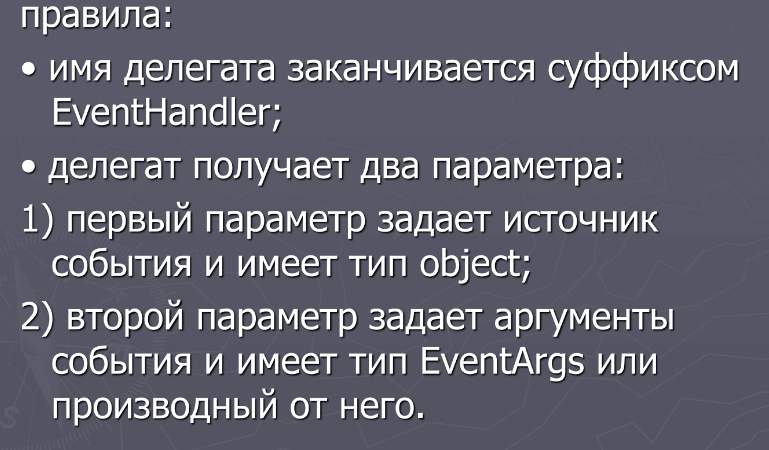 правила:
• имя делегата заканчивается суффиксом
EventHandler;
• делегат получает два параметра:
1) первый параметр задает источник
события и имеет тип object;
2) второй параметр задает аргументы
события и имеет тип EventArgs или
производный от него.